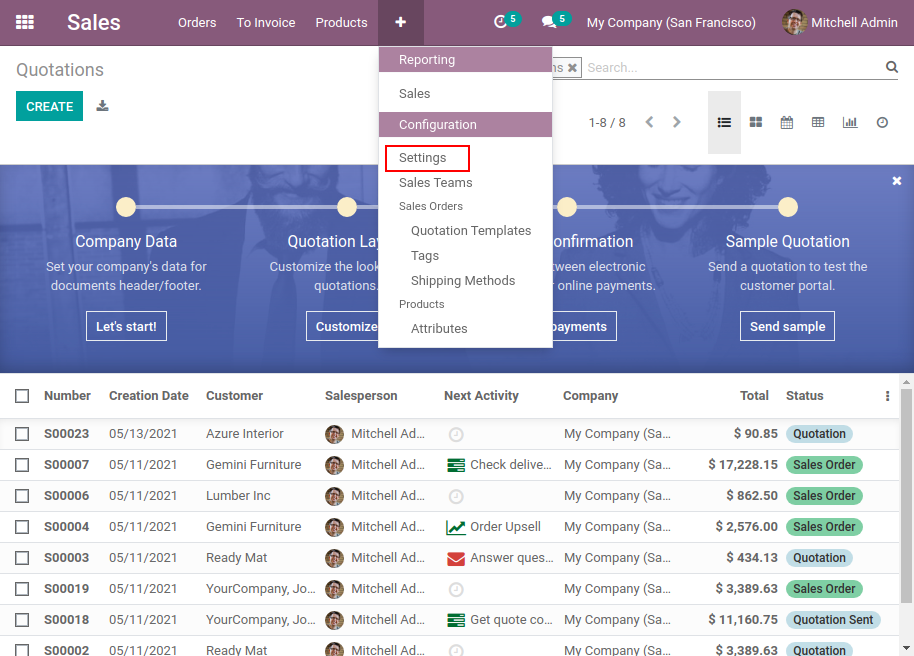 Sales Orders To Invoice Products + 5 5 My Company (San Francisco) Mitchell Admin
Quotations
CREATE
Reporting
Sales
Configuration
Settings
Sales Teams
Sales Orders
Quotation Templates
Tags
Shipping Methods
Products
Attributes
Search...
1-8 / 8
Company Data
Set your company's data for
documents header/footer.
Let's start!
Quotation
Customize the look
quotations.
Customize
between electronic
online payments.
payments
Sample Quotation
Send a quotation to test the
customer portal.
Send sample
Number Creation Date Customer Salesperson Next Activity Company Total Status
S00023 05/13/2021 Azure Interior Mitchell Ad... My Company (Sa... $ 90.85 Quotation
S00007 05/11/2021 Gemini Furniture Mitchell Ad... Check delive... My Company (Sa... $ 17,228.15 Sales Order
S00006 05/11/2021 Lumber Inc Mitchell Ad... My Company (Sa... $ 862.50 Sales Order
S00004 05/11/2021 Gemini Furniture Mitchell Ad... Order Upsell My Company (Sa... $ 2,576.00 Sales Order
S00003 05/11/2021 Ready Mat Mitchell Ad... Answer ques... My Company (Sa... $ 434.13 Quotation
S00019 05/11/2021 YourCompany, Jo... Mitchell Ad... My Company (Sa... $ 3,389.63 Sales Order
S00018 05/11/2021 YourCompany, Jo... Mitchell Ad... Get quote co... My Company (Sa... $ 11,160.75 Quotation Sent
S00002 05/11/2021 Ready Mat Mitchell Ad... My Company (Sa... $ 3,389.63 Quotation